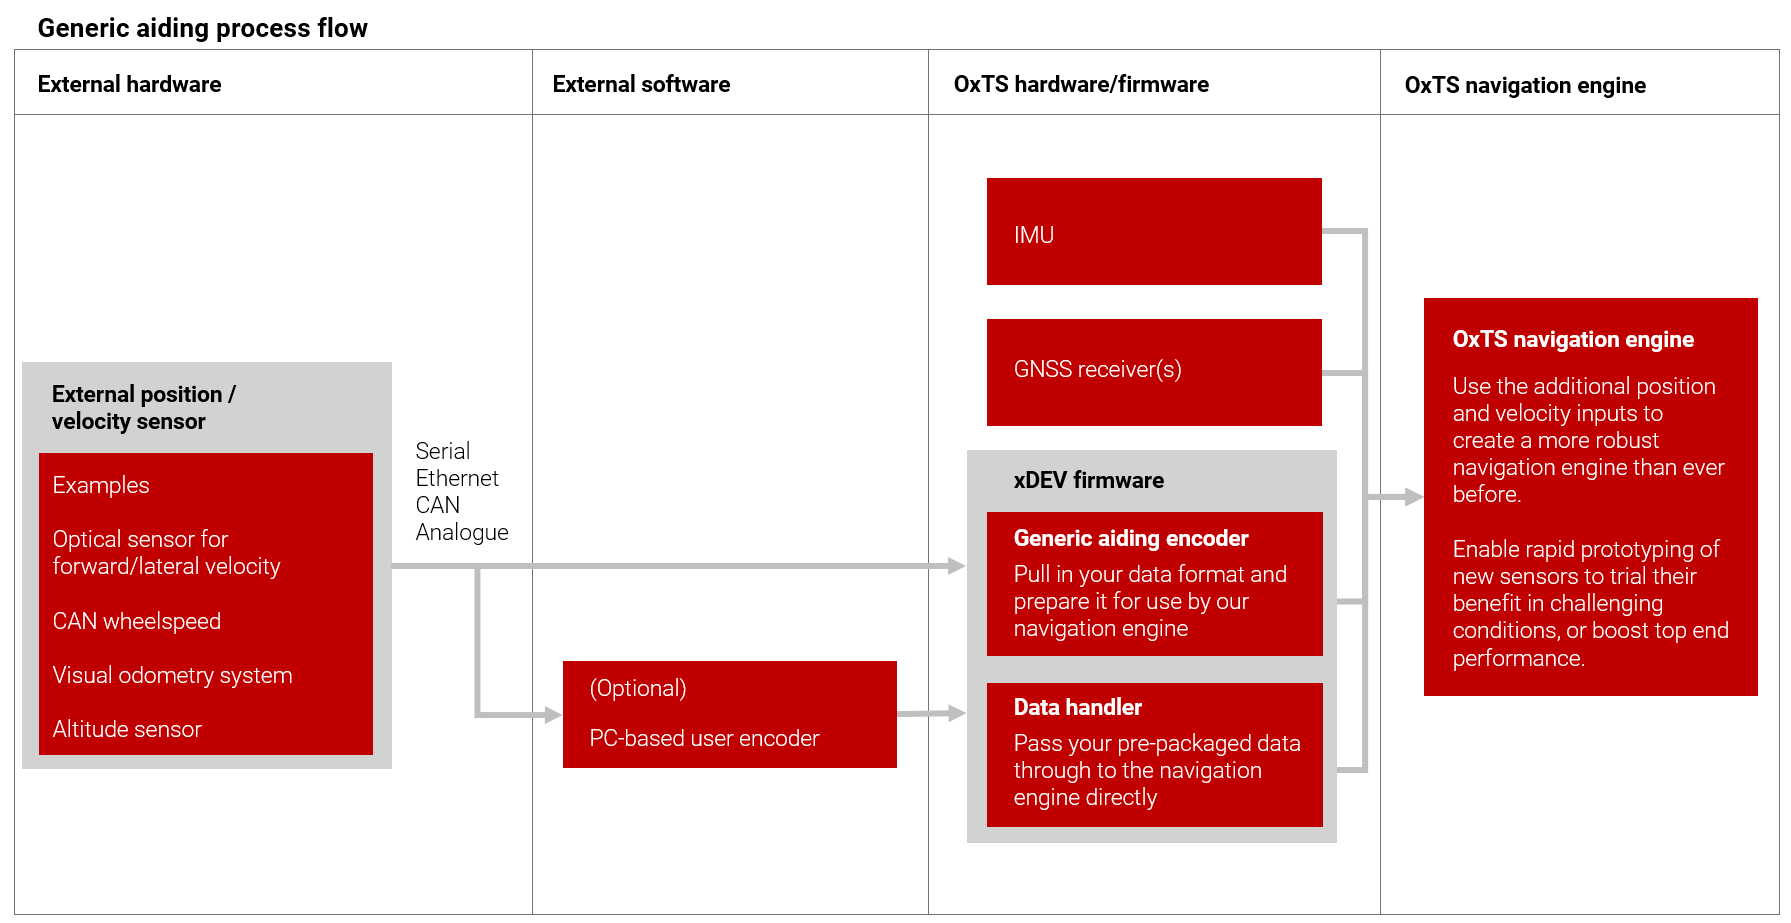 Generic aiding process flow
External hardware
External software
OxTS hardware/firmware
OxTS navigation engine
External position /
velocity sensor
Examples
Optical sensor for
forward/lateral velocity
CAN wheelspeed
Visual odometry system
Altitude sensor
Serial
Ethernet
CAN
Analogue
(Optional)
PC-based user encoder
IMU
GNSS receiver(s)
xDEV firmware
Generic aiding encoder
Pull in your data format and
prepare it for use by our
navigation engine
Data handler
Pass your pre-packaged data
through to the navigation
engine directly
OxTS navigation engine
Use the additional position
and velocity inputs to
create a more robust
navigation engine than ever
before.
Enable rapid prototyping of
new sensors to trial their
benefit in challenging
conditions, or boost top end
performance.